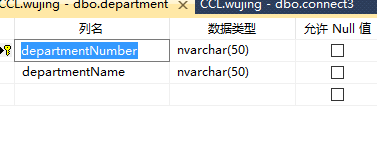 CCL.wujing - dbo.department
CCL.wujing - dbo.connect3
列名 数据类型 允许 Null 值
departmentNumber nvarchar(50)
departmentName nvarchar(50)